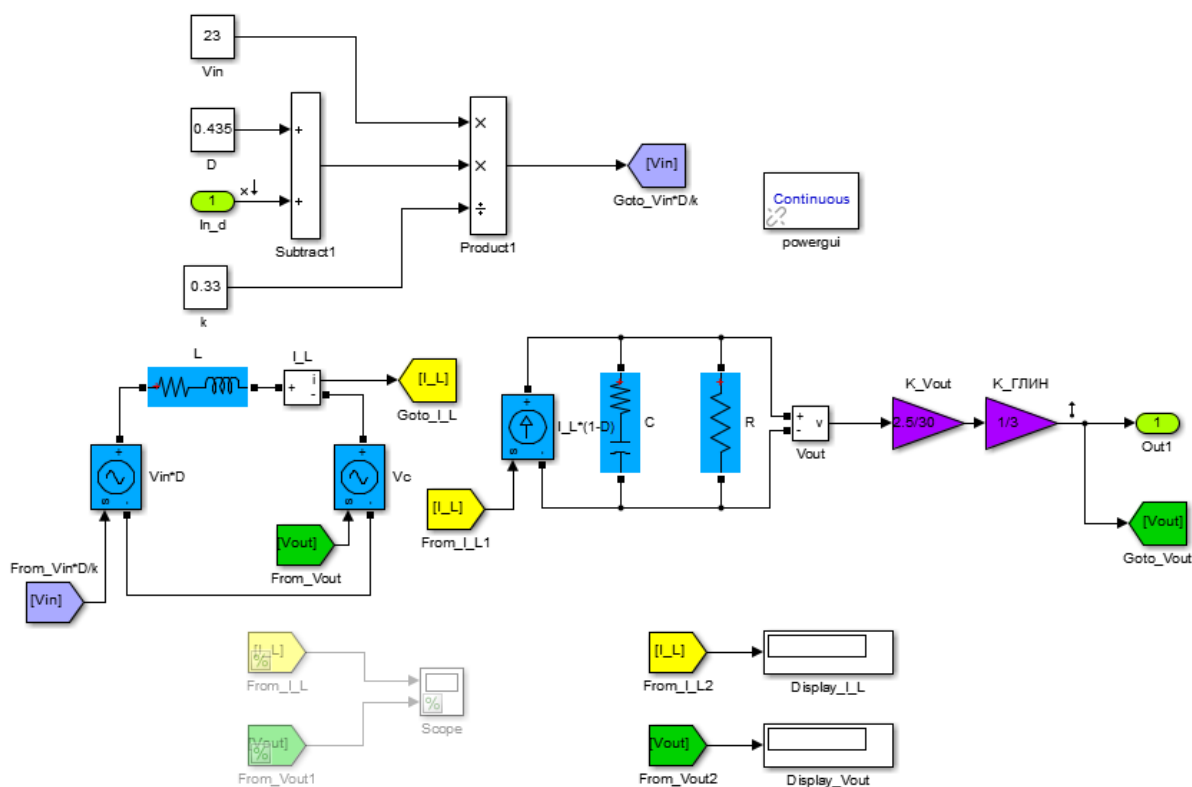 23
Vin
0.435
D
1
In_d
+
+
Subtract1
×
×
÷
Product1
[Vin]
Goto_Vin*D/k
Continuous
powergui
0.33
k
L
I_L
+
i
-
[I_L]
Goto_I_L
+
Vin*D
s
-
+
Vc
s
-
[Vout]
From_Vout
From_Vin*D/k
[Vin]
+
I_L*(1-D)
s
-
[I_L]
From_I_L1
C
R
+
-
v
Vout
K_Vout
2.5/30
K_ГЛИН
1/3
1
Out1
[Vout]
Goto_Vout
[I_L]
%
From_I_L
[Vout]
%
From_Vout1
%
Scope
[I_L]
From_I_L2
Display_I_L
[Vout]
From_Vout2
Display_Vout